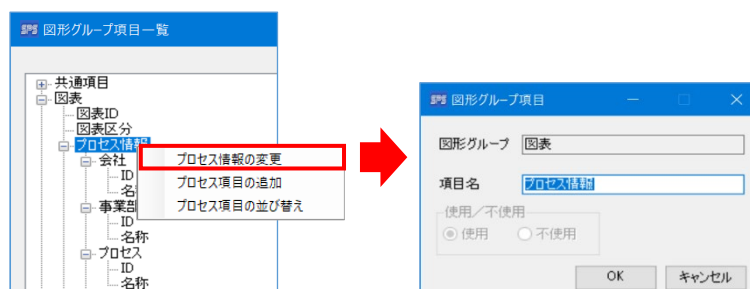 SPS 図形グループ項目一覧
共通項目
図表
図表ID
図表区分
プロセス情報
会社
ID
事業部
ID
名称
プロセス
ID
名称
プロセス情報の変更
プロセス項目の追加
プロセス項目の並び替え
SPS 図形グループ項目
図形グループ 図表
項目名 プロセス情報
使用/不使用
使用 不使用
OK キャンセル